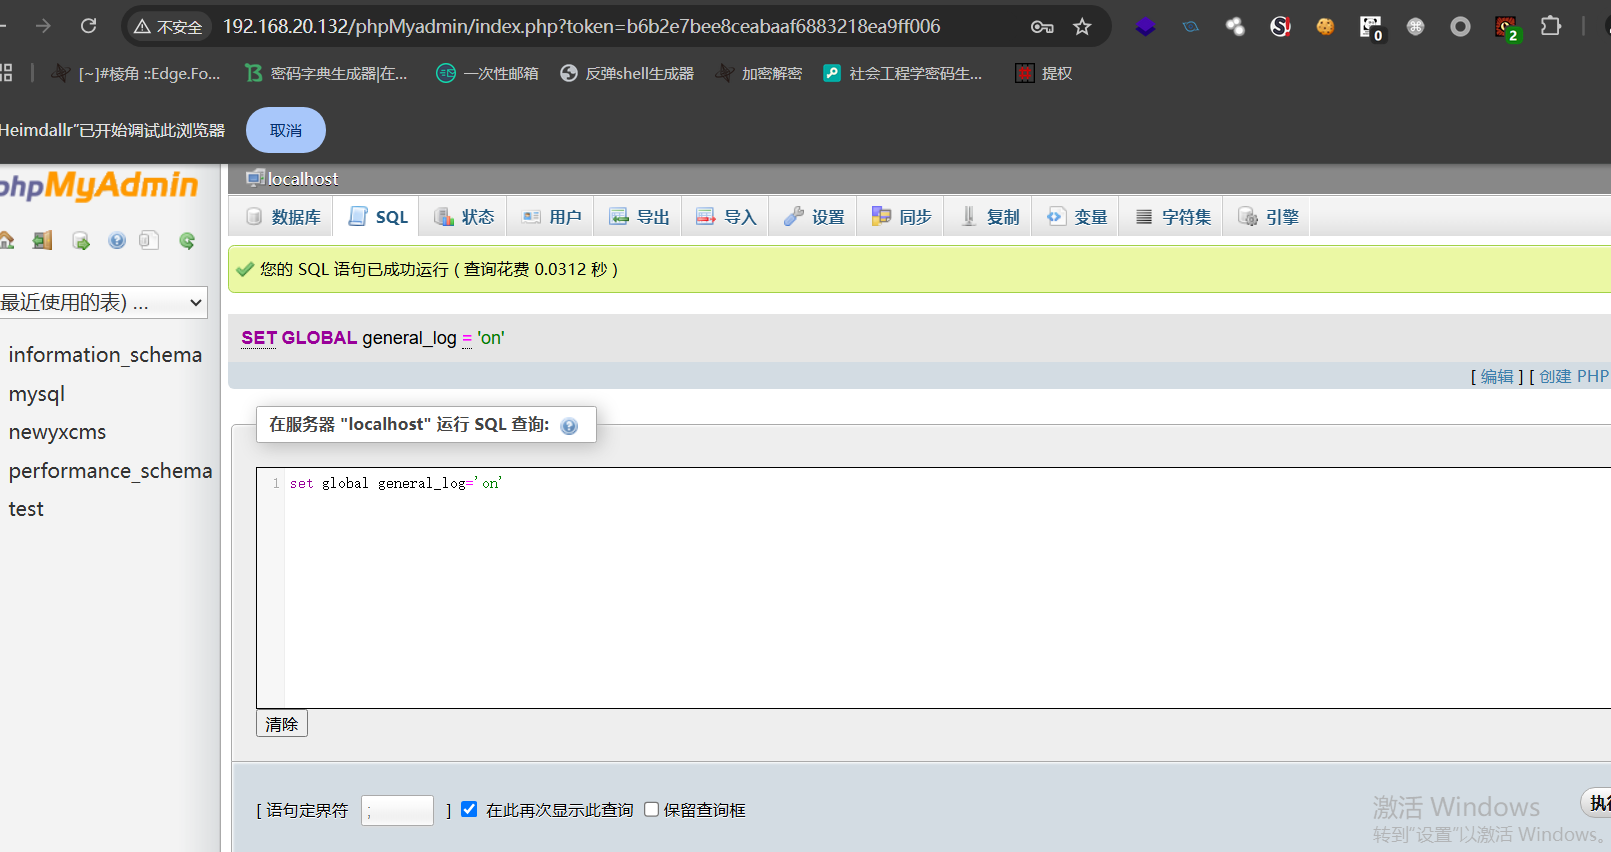 不安全 192.168.20.132/phpMyadmin/index.php?token=b6b2e7bee8ceabaaf6883218ea9ff006 0 2
[~]#棱角 ::Edge.Fo... 密码字典生成器|在... 一次性邮箱 反弹shell生成器 加密解密 社会工程学密码生... 提权
Heimdallr"已开始调试此浏览器 取消
phpMyAdmin
localhost
数据库 SQL 状态 用户 导出 导入 设置 同步 复制 变量 字符集 引擎
您的 SQL 语句已成功运行 ( 查询花费 0.0312 秒 )
最近使用的表) ...
information_schema
mysql
newyxcms
performance_schema
test
SET GLOBAL general_log = 'on'
[ 编辑 ] [ 创建 PHP
在服务器 "localhost" 运行 SQL 查询:
1 set global general_log='on'
清除
[ 语句定界符 ; ] 在此再次显示此查询 保留查询框
执行
激活 Windows
转到"设置"以激活 Windows。